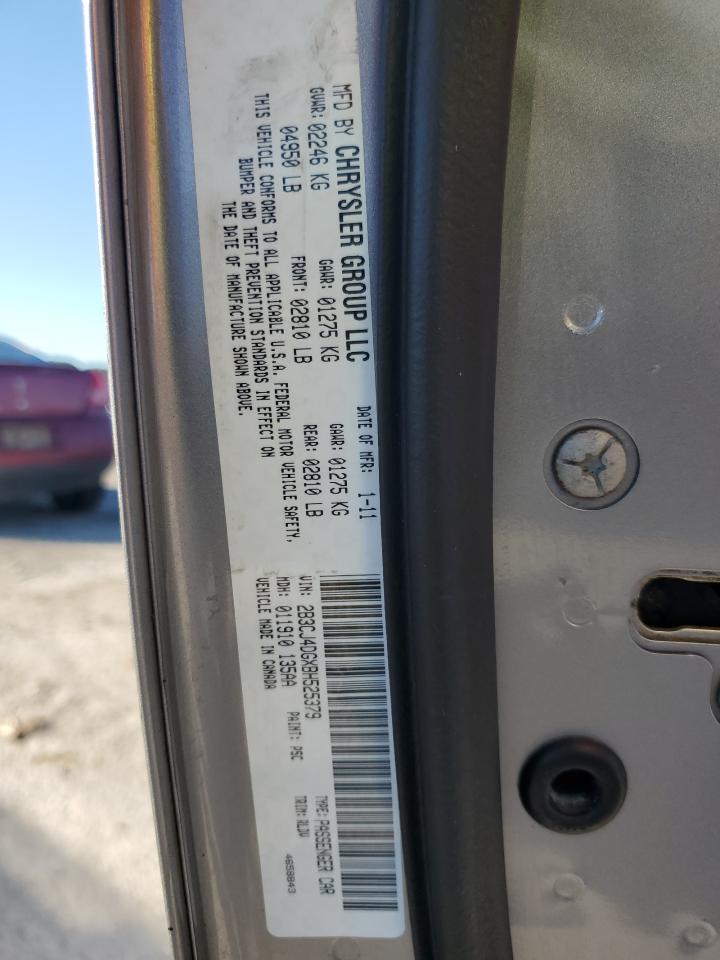 MFD BY CHRYSLER GROUP LLC DATE OF MFR: 1-11
GVWR: 02246 KG GAWR: 01275 KG GAWR: 01275 KG
04950 LB FRONT: 02810 LB REAR: 02810 LB
THIS VEHICLE CONFORMS TO ALL APPLICABLE U.S.A. FEDERAL MOTOR VEHICLE SAFETY,
BUMPER AND THEFT PREVENTION STANDARDS IN EFFECT ON
THE DATE OF MANUFACTURE SHOWN ABOVE.
VIN: 2B3CJ4DGXBH525379 TYPE: PASSENGER CAR
MDH: 011910 135AA PAINT: PSC TRIM: RLDV
VEHICLE MADE IN CANADA 4658843